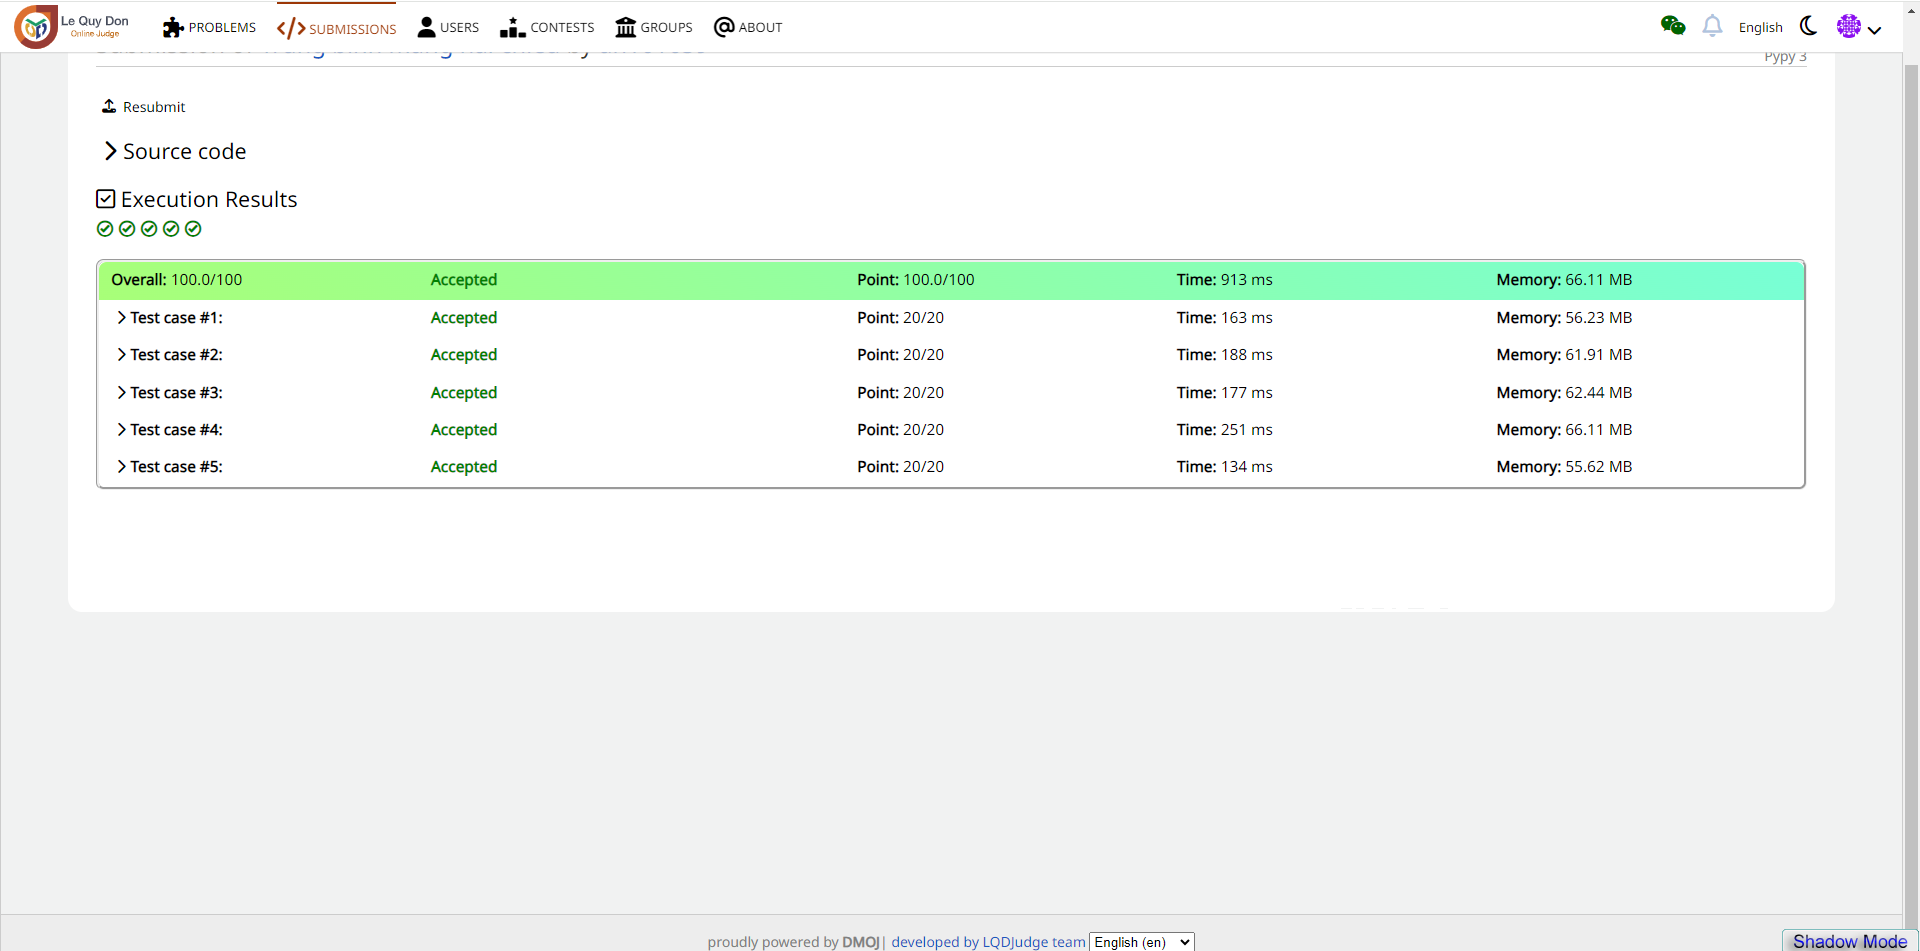 Le Quy Don
Online Judge
PROBLEMS
SUBMISSIONS
USERS
CONTESTS
GROUPS
ABOUT
English
Pypy 3
Resubmit
Source code
Execution Results
Overall: 100.0/100 Accepted Point: 100.0/100 Time: 913 ms Memory: 66.11 MB
Test case #1: Accepted Point: 20/20 Time: 163 ms Memory: 56.23 MB
Test case #2: Accepted Point: 20/20 Time: 188 ms Memory: 61.91 MB
Test case #3: Accepted Point: 20/20 Time: 177 ms Memory: 62.44 MB
Test case #4: Accepted Point: 20/20 Time: 251 ms Memory: 66.11 MB
Test case #5: Accepted Point: 20/20 Time: 134 ms Memory: 55.62 MB
proudly powered by DMOJ| developed by LQDJudge team English (en)
Shadow Mode